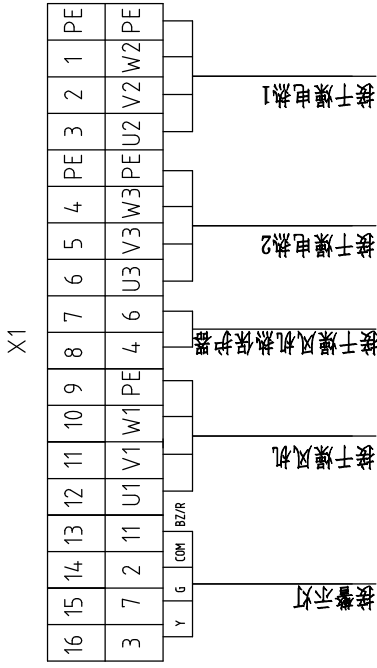 X1
PE PE
1 W2
2 V2
3 U2
接干燥电热1
PE PE
4 W3
5 V3
6 U3
接干燥电热2
7 6
8 4
接干燥风机热保护器
9 PE
10 W1
11 V1
12 U1
接干燥风机
13 11 BZ/R
14 2 COM
15 7 G
16 3 Y
接警示灯